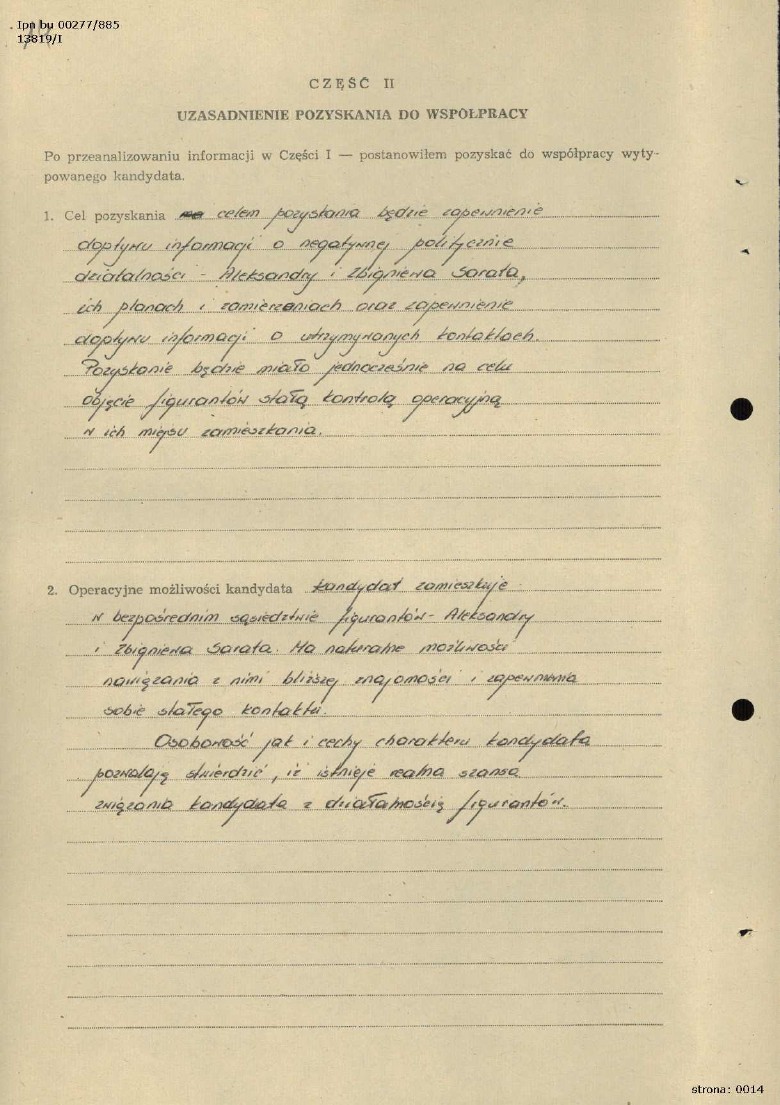 Ipn bu 00277/885
13819/I
CZĘŚĆ II
UZASADNIENIE POZYSKANIA DO WSPÓŁPRACY
Po przeanalizowaniu informacji w Części I — postanowiłem pozyskać do współpracy wyty-
powanego kandydata.
1. Cel pozyskania celem pozyskania będzie zapewnienie
dopływu informacji o negatywnej politycznie
działalności - Aleksandry i Zbigniewa Sarata,
ich planach i zamierzeniach oraz zapewnienie
dopływu informacji o utrzymywanych kontaktach.
Pozyskanie będzie miało jednocześnie na celu
objęcie figurantów stałą kontrolą operacyjną
w ich miejscu zamieszkania.
2. Operacyjne możliwości kandydata kandydat zamieszkuje
w bezpośrednim sąsiedztwie figurantów - Aleksandry
i Zbigniewa Sarata. Ma naturalne możliwości
nawiązania z nimi bliższej znajomości i zapewnienia
sobie stałego kontaktu.
Osobowość jak i cechy charakteru kandydata
pozwalają stwierdzić, iż istnieje realna szansa
związania kandydata z działalnością figurantów.
strona: 0014